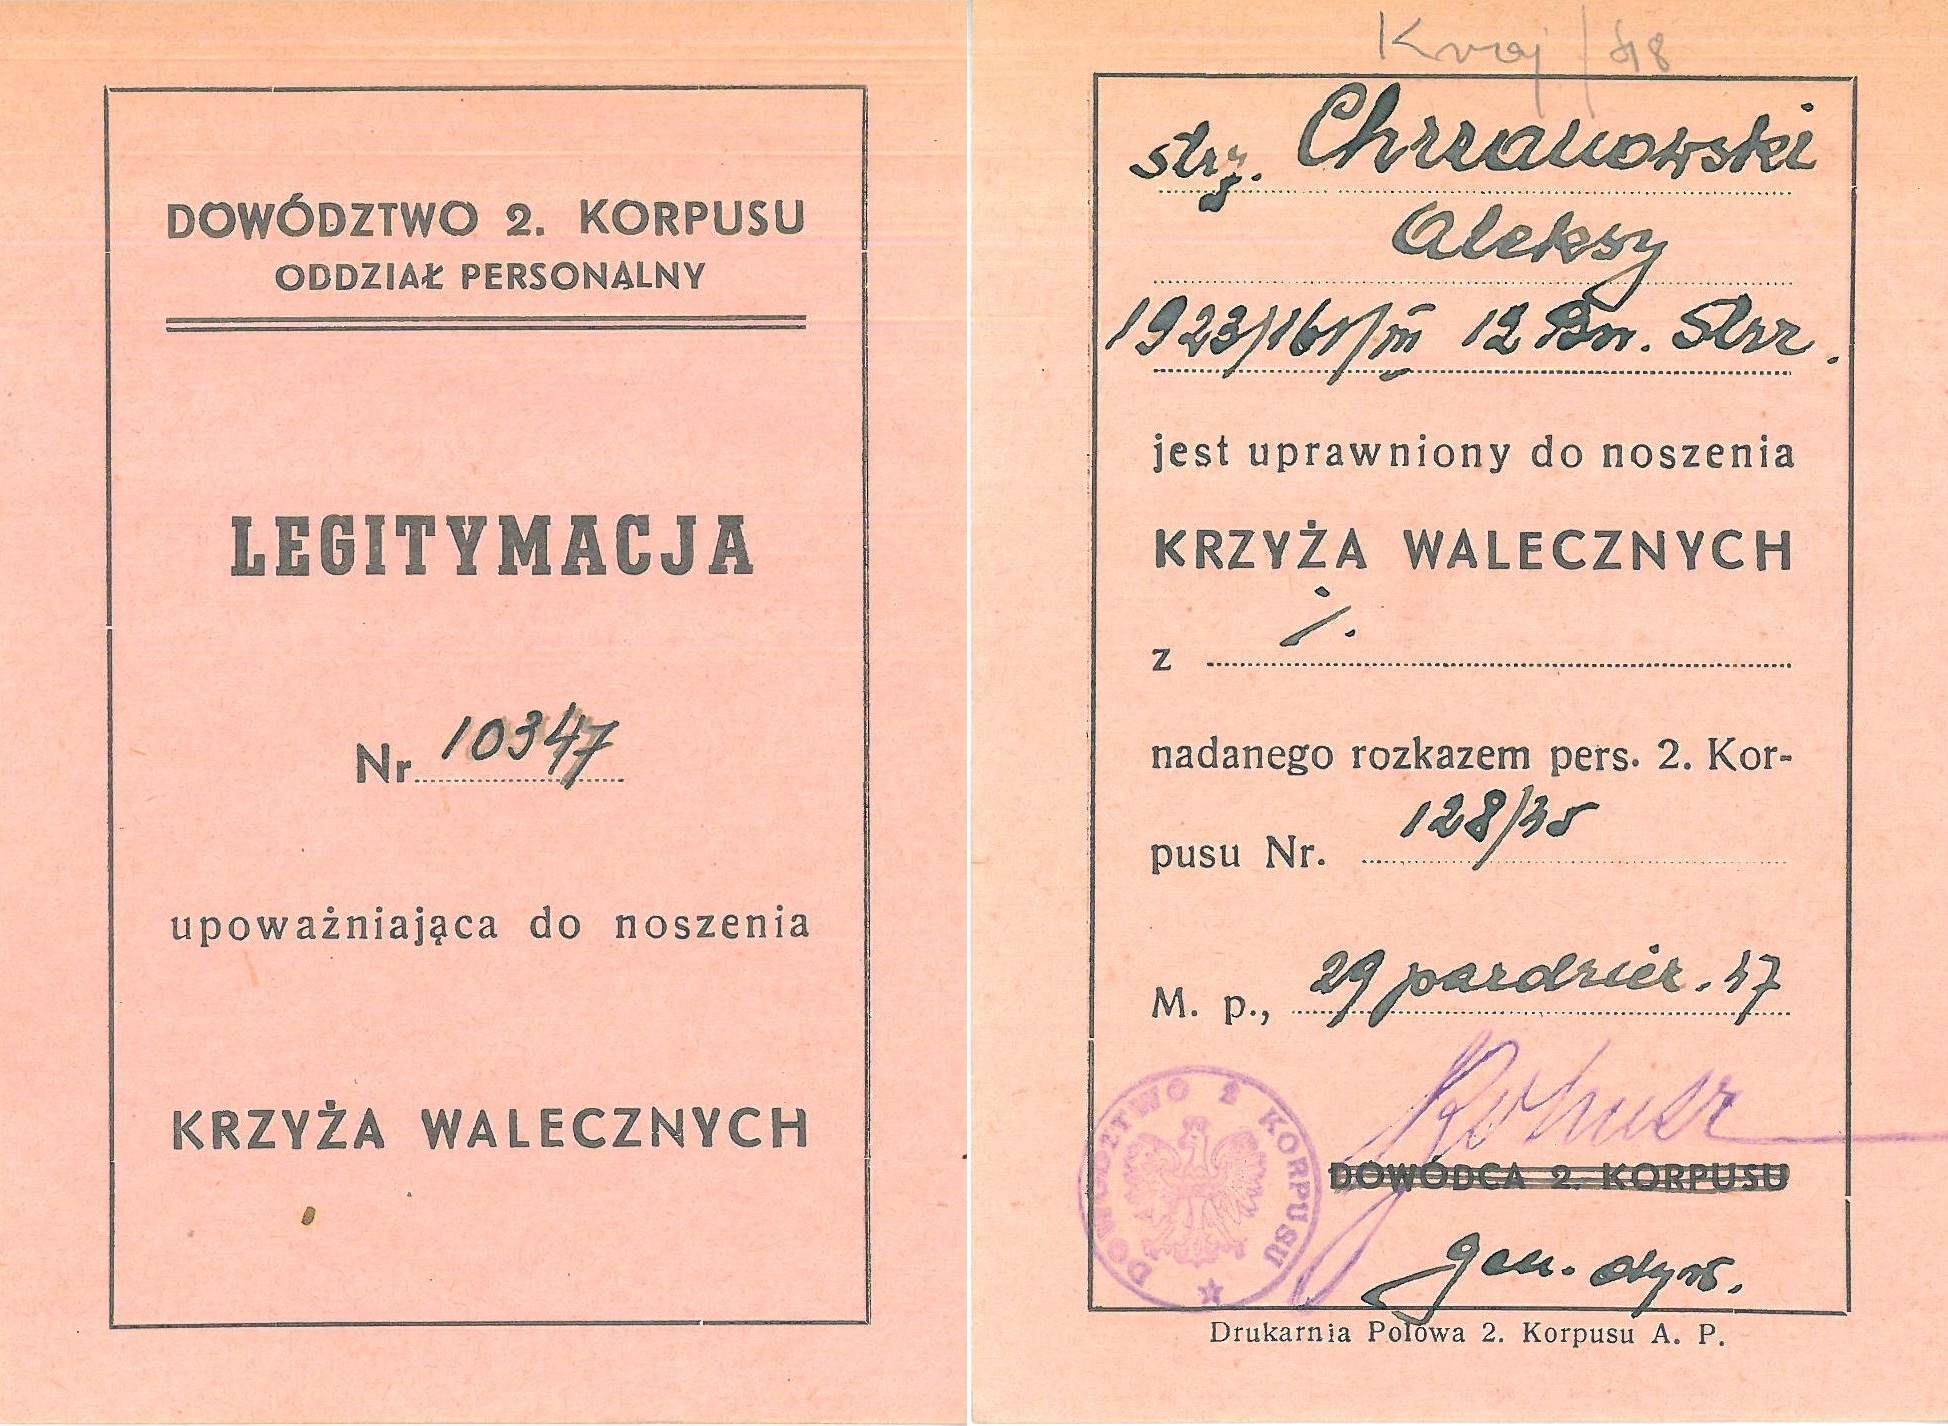 DOWÓDZTWO 2. KORPUSU
ODDZIAŁ PERSONALNY
LEGITYMACJA
Nr 10347
upoważniająca do noszenia
KRZYŻA WALECZNYCH
Kraj/48
strz. Chrzanowski
Aleksy
1923/161/III 12 Bn. Strz.
jest uprawniony do noszenia
KRZYŻA WALECZNYCH
z ./.
nadanego rozkazem pers. 2. Kor-
pusu Nr. 128/45
M. p., 29 październ. 47
DOWÓDZTWO 2 KORPUSU
DOWÓDCA 2. KORPUSU
gen. dyw.
Drukarnia Polowa 2. Korpusu A. P.